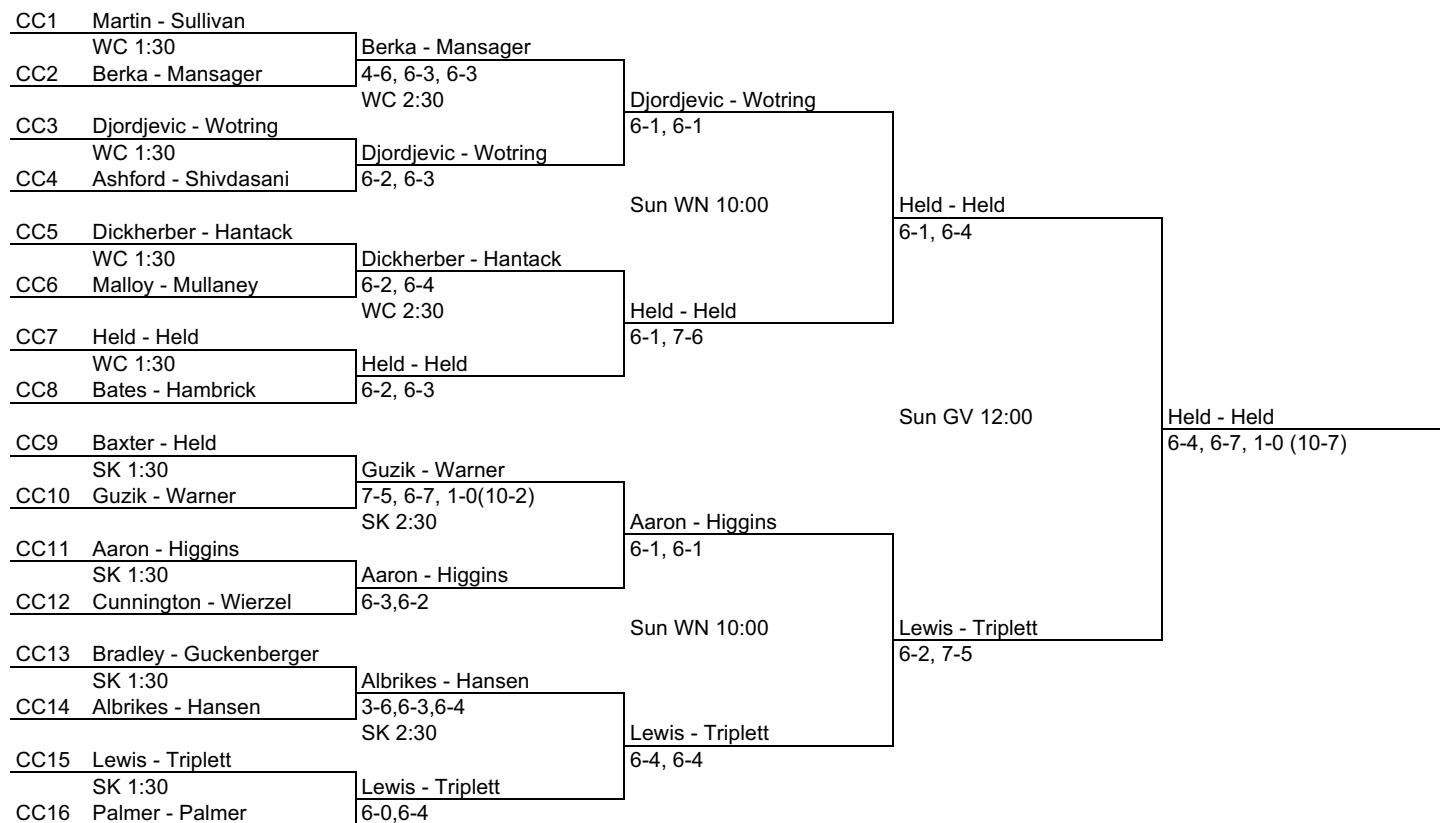 CC1 Martin - Sullivan
WC 1:30 Berka - Mansager
CC2 Berka - Mansager 4-6, 6-3, 6-3
WC 2:30 Djordjevic - Wotring
CC3 Djordjevic - Wotring 6-1, 6-1
WC 1:30 Djordjevic - Wotring
CC4 Ashford - Shivdasani 6-2, 6-3
Sun WN 10:00 Held - Held
CC5 Dickherber - Hantack 6-1, 6-4
WC 1:30 Dickherber - Hantack
CC6 Malloy - Mullaney 6-2, 6-4
WC 2:30 Held - Held
CC7 Held - Held 6-1, 7-6
WC 1:30 Held - Held
CC8 Bates - Hambrick 6-2, 6-3
Sun GV 12:00 Held - Held
CC9 Baxter - Held 6-4, 6-7, 1-0 (10-7)
SK 1:30 Guzik - Warner
CC10 Guzik - Warner 7-5, 6-7, 1-0(10-2)
SK 2:30 Aaron - Higgins
CC11 Aaron - Higgins 6-1, 6-1
SK 1:30 Aaron - Higgins
CC12 Cunnington - Wierzel 6-3,6-2
Sun WN 10:00 Lewis - Triplett
CC13 Bradley - Guckenberger 6-2, 7-5
SK 1:30 Albrikes - Hansen
CC14 Albrikes - Hansen 3-6,6-3,6-4
SK 2:30 Lewis - Triplett
CC15 Lewis - Triplett 6-4, 6-4
SK 1:30 Lewis - Triplett
CC16 Palmer - Palmer 6-0,6-4